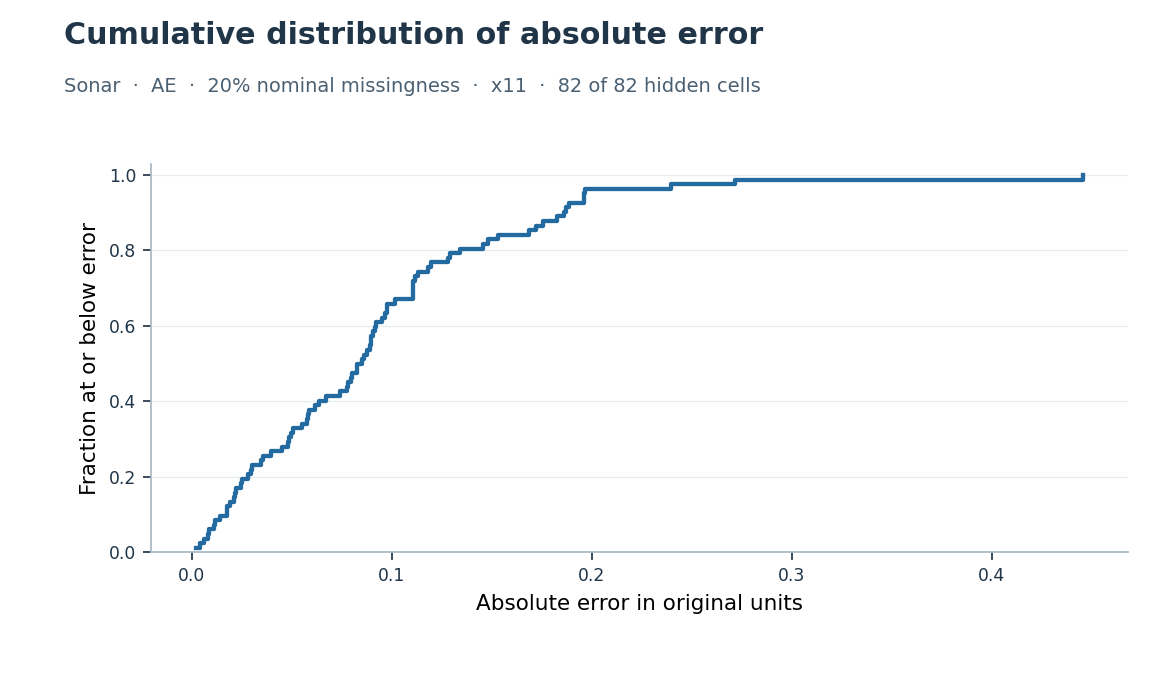 Cumulative distribution of absolute error
Sonar · AE · 20% nominal missingness · x11 · 82 of 82 hidden cells
1.0
0.8
0.6
0.4
0.2
0.0
Fraction at or below error
0.0 0.1 0.2 0.3 0.4
Absolute error in original units